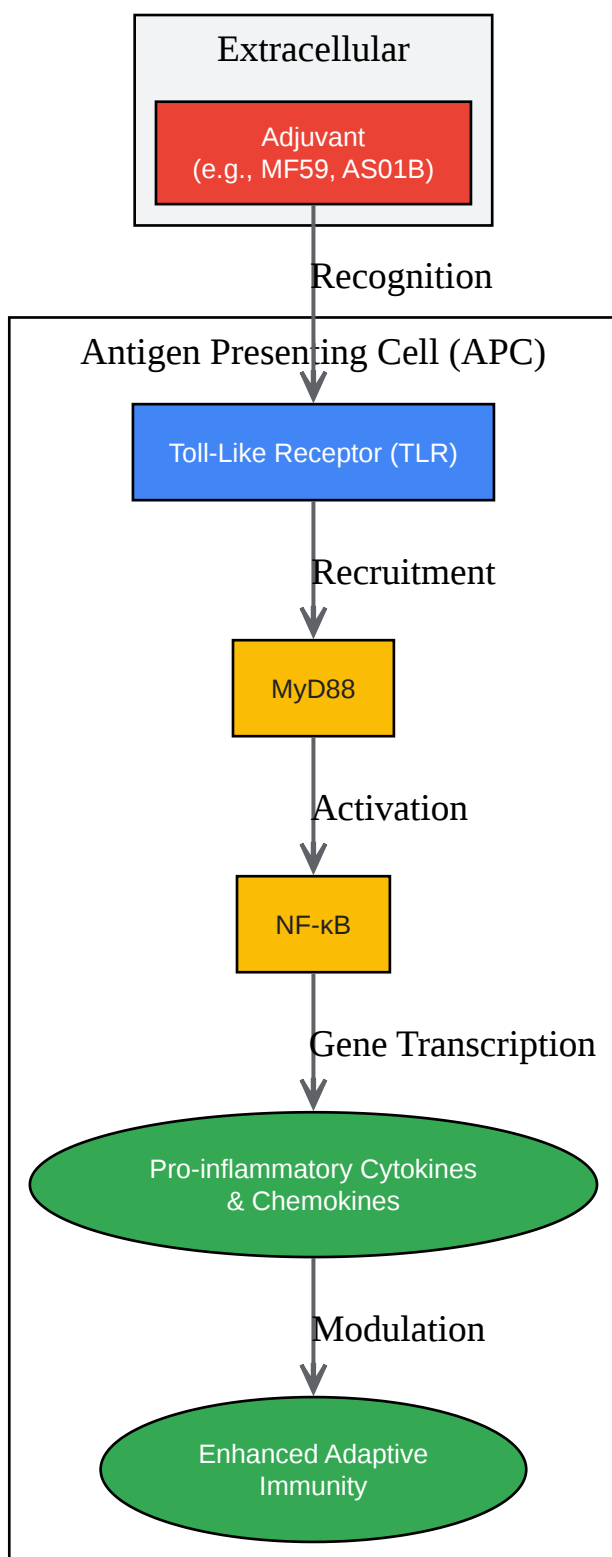 Extracellular
Adjuvant
(e.g., MF59, AS01B)
Recognition
Antigen Presenting Cell (APC)
Toll-Like Receptor (TLR)
Recruitment
MyD88
Activation
NF-κB
Gene Transcription
Pro-inflammatory Cytokines
& Chemokines
Modulation
Enhanced Adaptive
Immunity